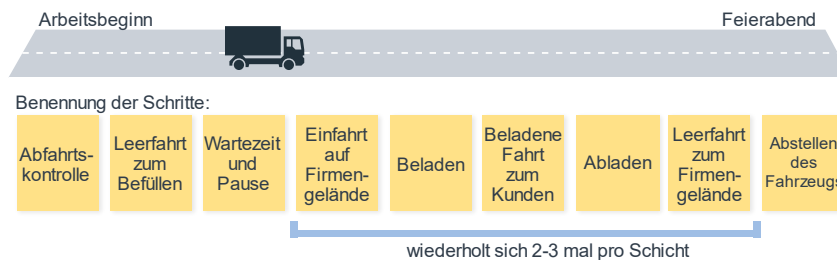 Arbeitsbeginn
Feierabend
Benennung der Schritte:
Abfahrts-
kontrolle
Leerfahrt
zum
Befüllen
Wartezeit
und
Pause
Einfahrt
auf
Firmen-
gelände
Beladen
Beladene
Fahrt
zum
Kunden
Abladen
Leerfahrt
zum
Firmen-
gelände
Abstellen
des
Fahrzeugs
wiederholt sich 2-3 mal pro Schicht